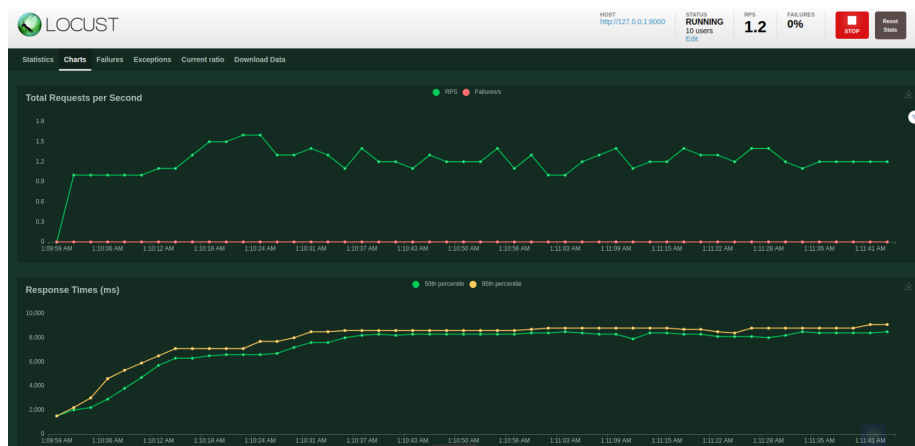 LOCUST
HOST
http://127.0.0.1:8000
STATUS
RUNNING
10 users
Edit
RPS
1.2
FAILURES
0%
STOP
Reset
Stats
Statistics Charts Failures Exceptions Current ratio Download Data
Total Requests per Second
RPS Failures/s
1.8
1.5
1.2
0.9
0.6
0.3
0
1:09:59 AM 1:10:06 AM 1:10:12 AM 1:10:18 AM 1:10:24 AM 1:10:31 AM 1:10:37 AM 1:10:43 AM 1:10:50 AM 1:10:56 AM 1:11:03 AM 1:11:09 AM 1:11:15 AM 1:11:22 AM 1:11:28 AM 1:11:35 AM 1:11:41 AM
Response Times (ms)
50th percentile 95th percentile
10.000
8.000
6.000
4.000
2.000
0
1:09:59 AM 1:10:06 AM 1:10:12 AM 1:10:18 AM 1:10:24 AM 1:10:31 AM 1:10:37 AM 1:10:43 AM 1:10:50 AM 1:10:56 AM 1:11:03 AM 1:11:09 AM 1:11:15 AM 1:11:22 AM 1:11:28 AM 1:11:35 AM 1:11:41 AM